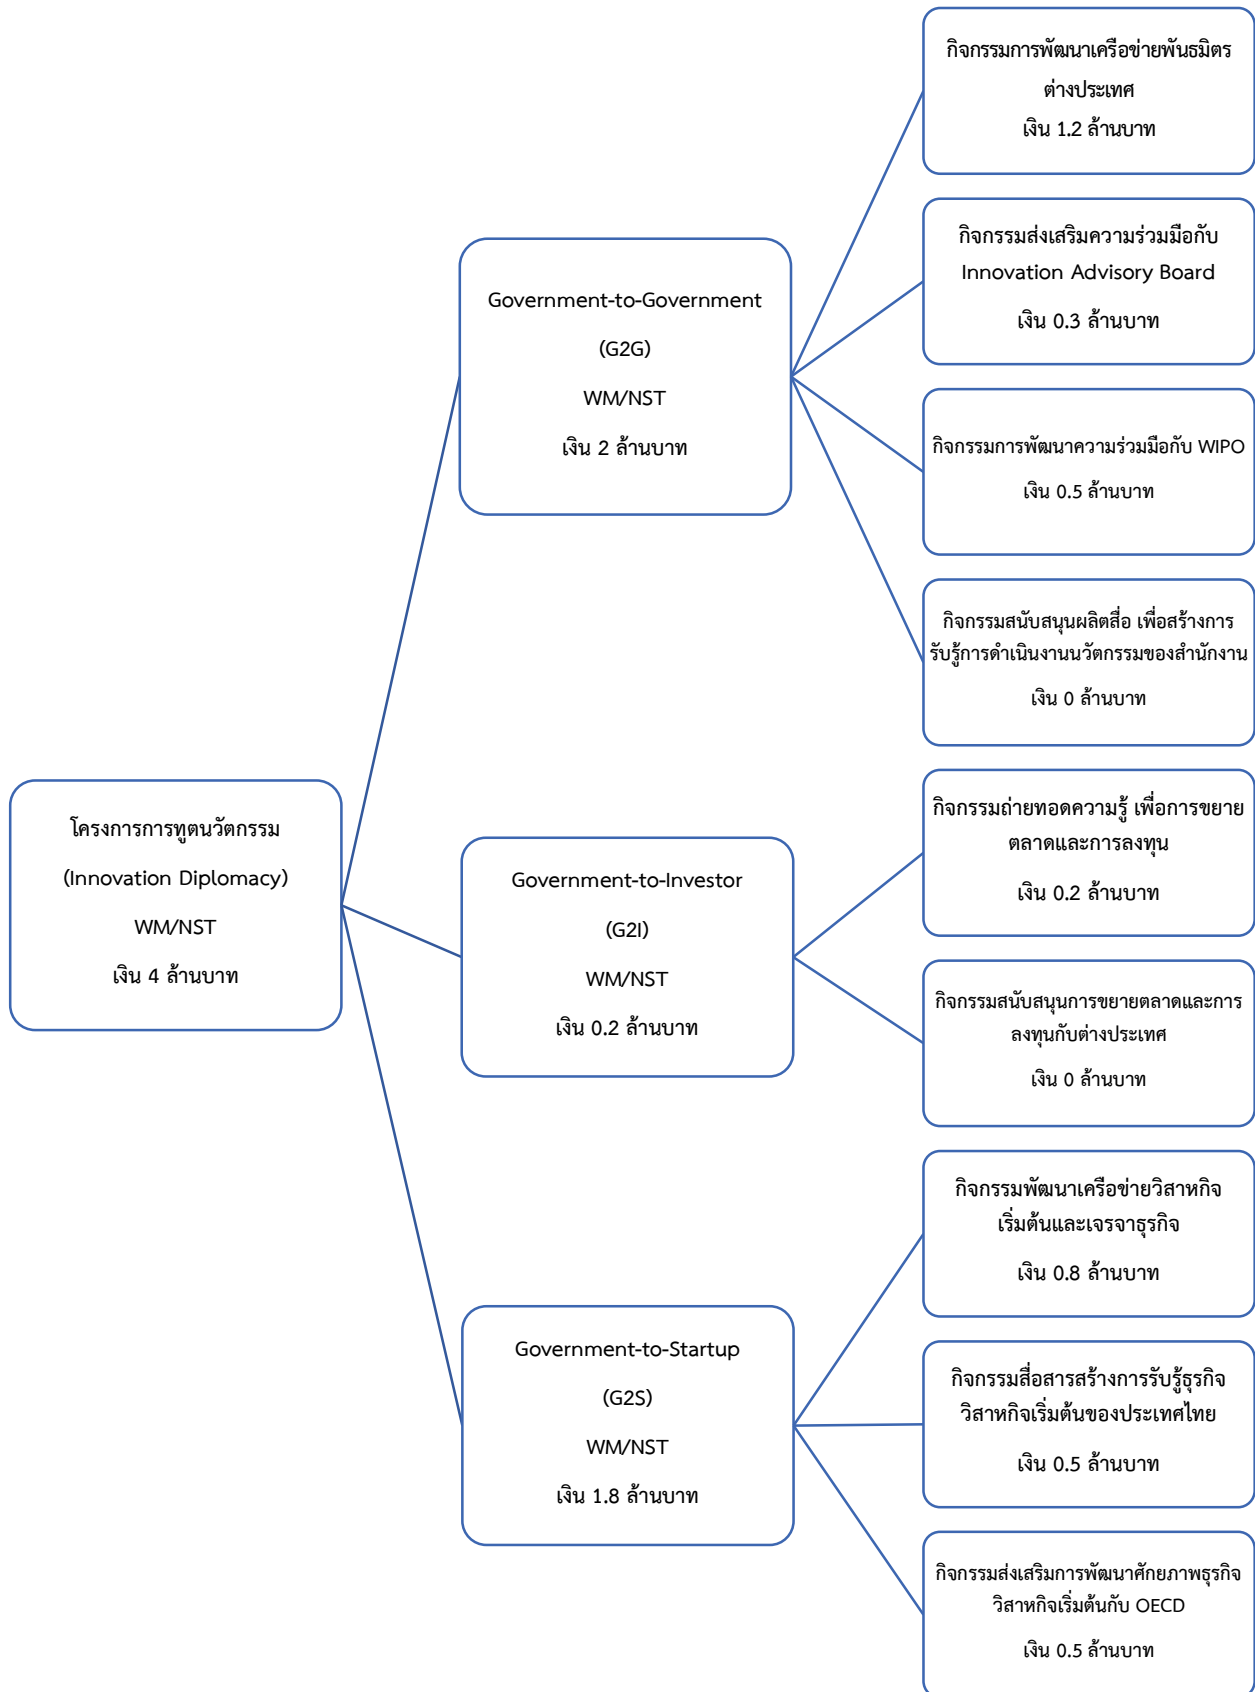 โครงการการทูตนวัตกรรม
(Innovation Diplomacy)
WM/NST
เงิน 4 ล้านบาท
Government-to-Government
(G2G)
WM/NST
เงิน 2 ล้านบาท
กิจกรรมการพัฒนาเครือข่ายพันธมิตร
ต่างประเทศ
เงิน 1.2 ล้านบาท
กิจกรรมส่งเสริมความร่วมมือกับ
Innovation Advisory Board
เงิน 0.3 ล้านบาท
กิจกรรมการพัฒนาความร่วมมือกับ WIPO
เงิน 0.5 ล้านบาท
กิจกรรมสนับสนุนผลิตสื่อ เพื่อสร้างการ
รับรู้การดำเนินงานนวัตกรรมของสำนักงาน
เงิน 0 ล้านบาท
Government-to-Investor
(G2I)
WM/NST
เงิน 0.2 ล้านบาท
กิจกรรมถ่ายทอดความรู้ เพื่อการขยาย
ตลาดและการลงทุน
เงิน 0.2 ล้านบาท
กิจกรรมสนับสนุนการขยายตลาดและการ
ลงทุนกับต่างประเทศ
เงิน 0 ล้านบาท
Government-to-Startup
(G2S)
WM/NST
เงิน 1.8 ล้านบาท
กิจกรรมพัฒนาเครือข่ายวิสาหกิจ
เริ่มต้นและเจรจาธุรกิจ
เงิน 0.8 ล้านบาท
กิจกรรมสื่อสารสร้างการรับรู้ธุรกิจ
วิสาหกิจเริ่มต้นของประเทศไทย
เงิน 0.5 ล้านบาท
กิจกรรมส่งเสริมการพัฒนาศักยภาพธุรกิจ
วิสาหกิจเริ่มต้นกับ OECD
เงิน 0.5 ล้านบาท